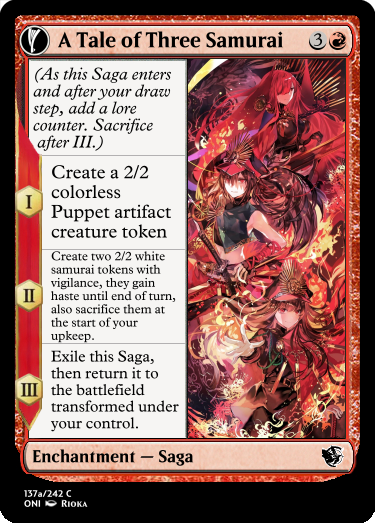 A Tale of Three Samurai 3
(As this Saga enters
and after your draw
step, add a lore
counter. Sacrifice
after III.)
I
Create a 2/2
colorless
Puppet artifact
creature token
II
Create two 2/2 white
samurai tokens with
vigilance, they gain
haste until end of turn,
also sacrifice them at
the start of your
upkeep.
III
Exile this Saga,
then return it to
the battlefield
transformed under
your control.
Enchantment — Saga
137a/242 C
ONI Rioka